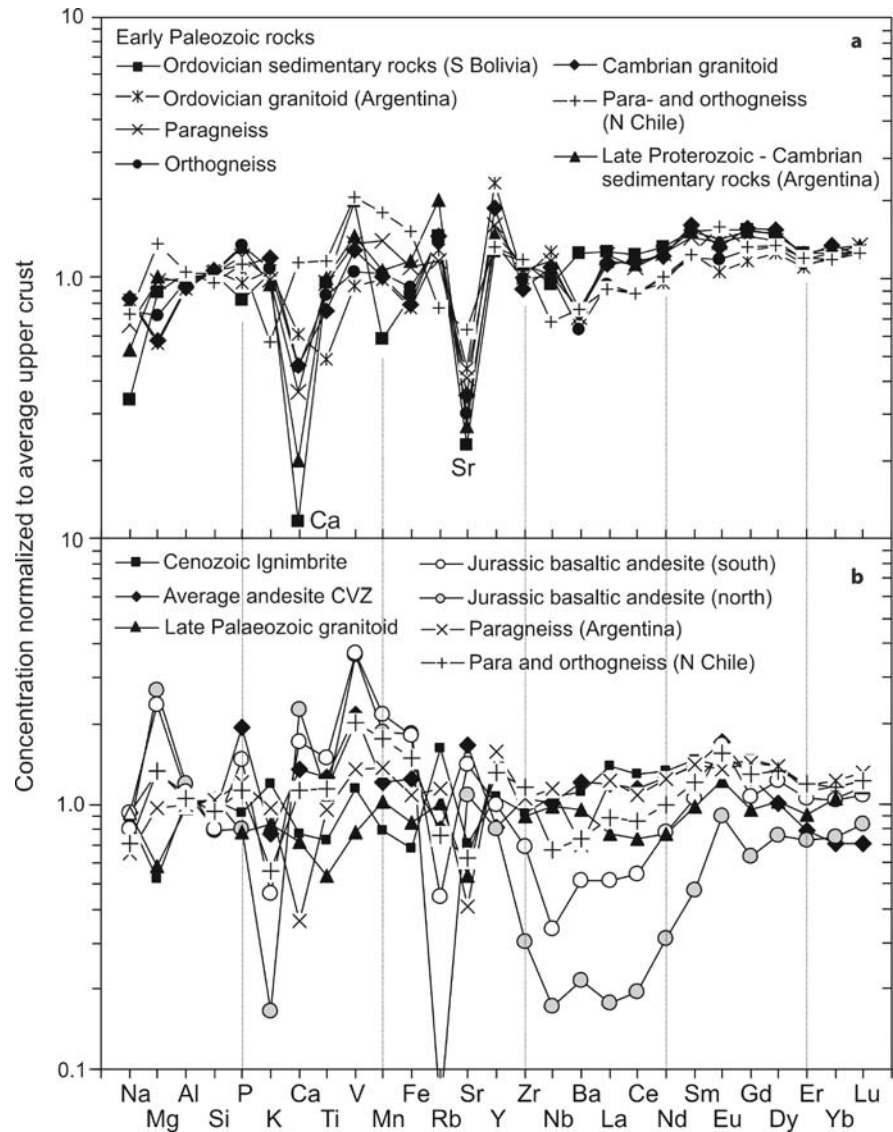 10
Early Paleozoic rocks
a
Ordovician sedimentary rocks (S Bolivia)
Ordovician granitoid (Argentina)
Paragneiss
Orthogneiss
Cambrian granitoid
Para- and orthogneiss
(N Chile)
Late Proterozoic - Cambrian
sedimentary rocks (Argentina)
1.0
Sr
Ca
Concentration normalized to average upper crust
10
b
Cenozoic Ignimbrite
Average andesite CVZ
Late Palaeozoic granitoid
Jurassic basaltic andesite (south)
Jurassic basaltic andesite (north)
Paragneiss (Argentina)
Para and orthogneiss (N Chile)
1.0
0.1
Na Al P Ca V Fe Sr Zr Ba Ce Sm Gd Er Lu
Mg Si K Ti Mn Rb Y Nb La Nd Eu Dy Yb